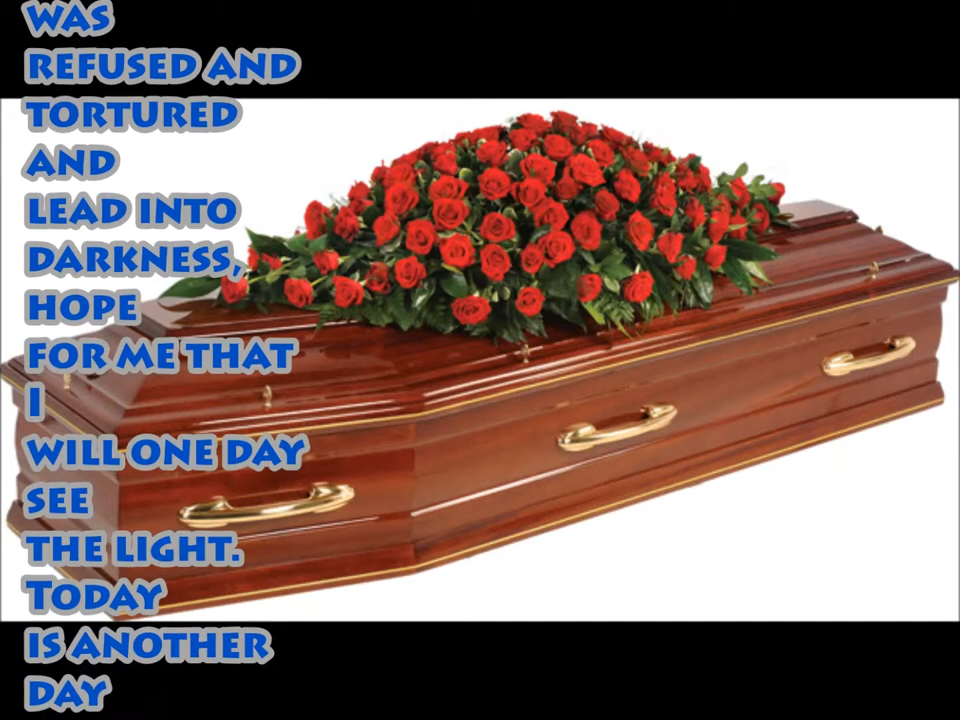 WAS
REFUSED AND
TORTURED
AND
LEAD INTO
DARKNESS,
HOPE
FOR ME THAT
I
WILL ONE DAY
SEE
THE LIGHT.
TODAY
IS ANOTHER
DAY